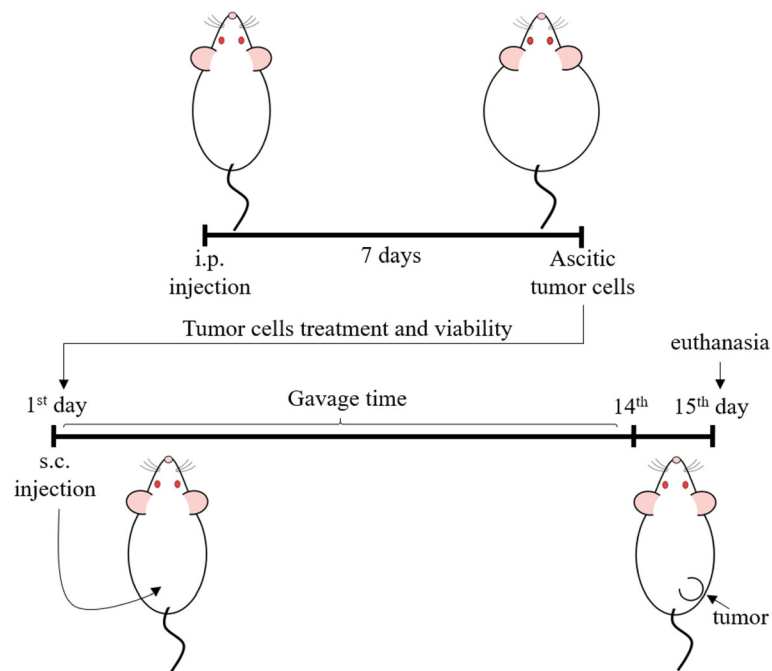 i.p.
injection
7 days
Ascitic
tumor cells
Tumor cells treatment and viability
euthanasia
1st day
Gavage time
14th
15th day
s.c.
injection
tumor